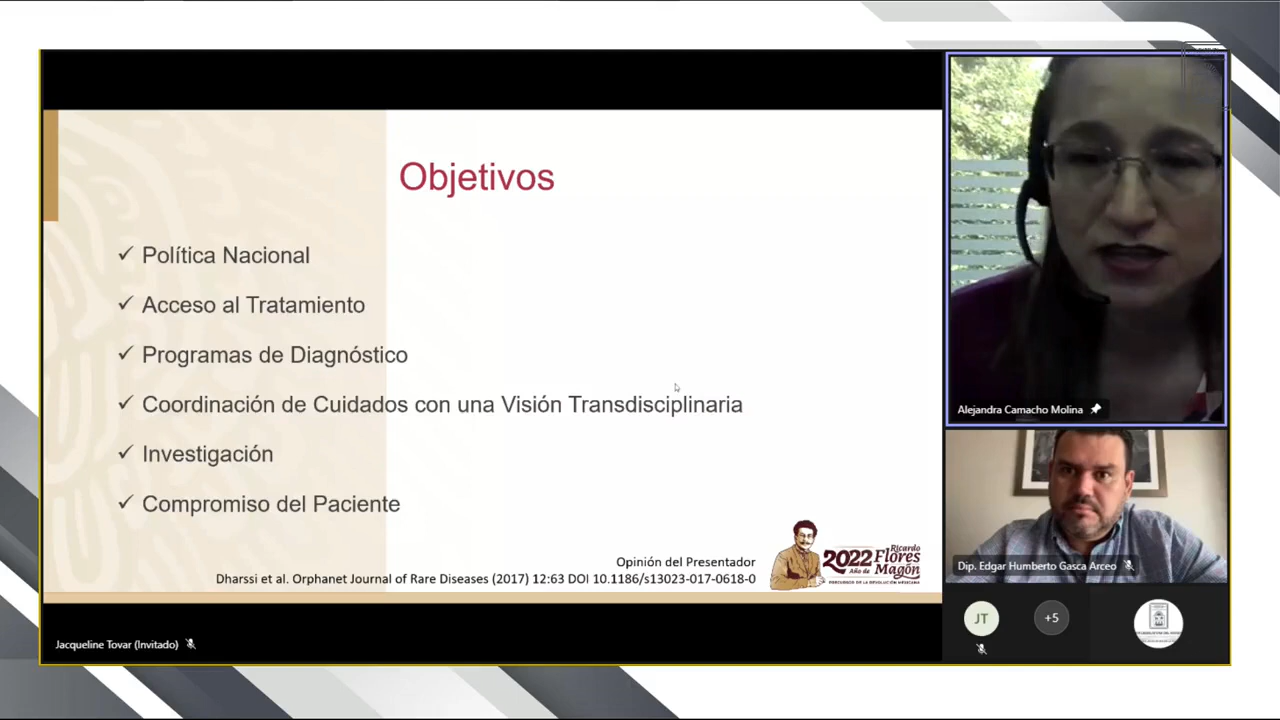 Objetivos
✓ Política Nacional
✓ Acceso al Tratamiento
✓ Programas de Diagnóstico
✓ Coordinación de Cuidados con una Visión Transdisciplinaria
✓ Investigación
✓ Compromiso del Paciente
Opinión del Presentador
Dharssi et al. Orphanet Journal of Rare Diseases (2017) 12:63 DOI 10.1186/s13023-017-0618-0
2022 Ricardo
Año de Flores
Magón
PRECURSOR DE LA REVOLUCIÓN MEXICANA
Jacqueline Tovar (Invitado)
Alejandra Camacho Molina
Dip. Edgar Humberto Gasca Arceo
JT
+5